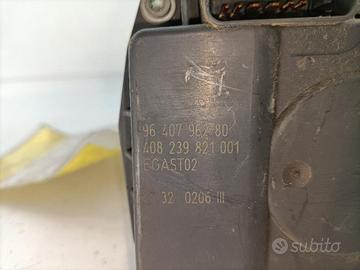 96 407 962 80
408 239 821 001
EGAST02
32 0206 III
subito